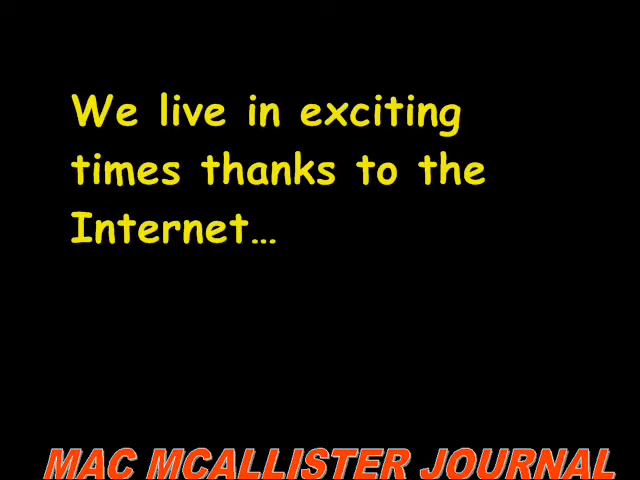 We live in exciting
times thanks to the
Internet…
MAC MCALLISTER JOURNAL